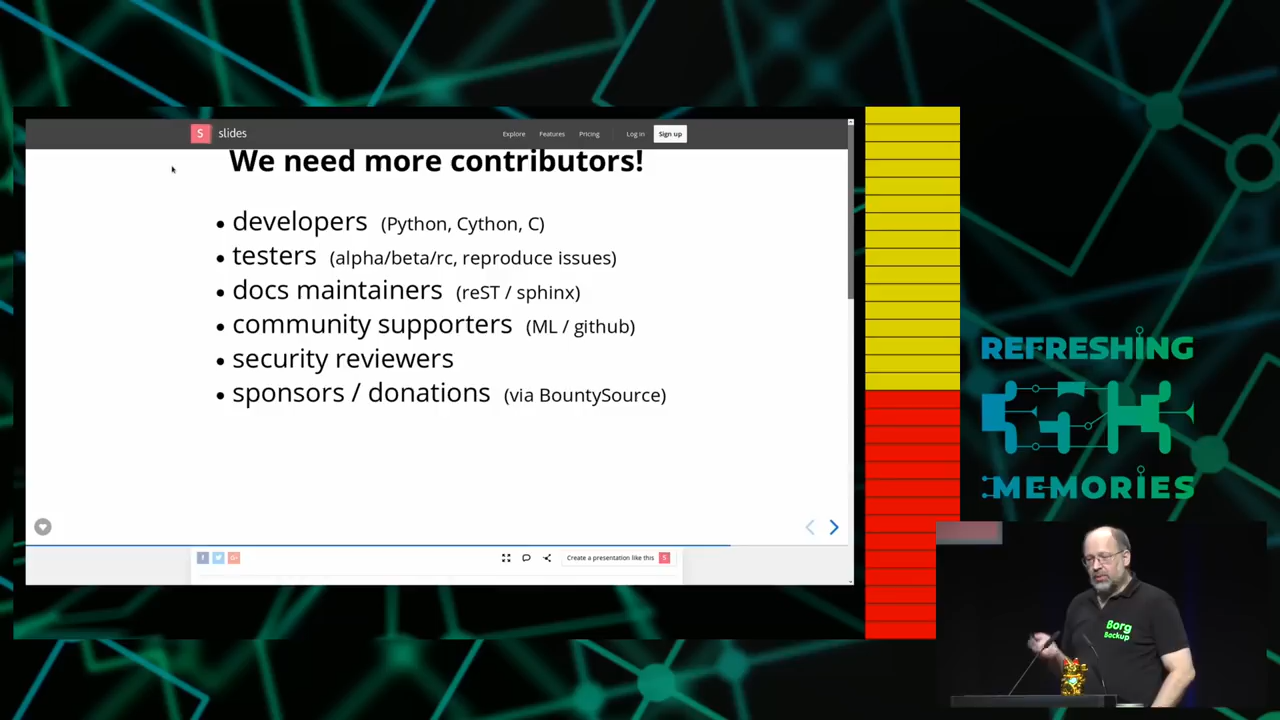 S slides
Explore Features Pricing Log in Sign up
We need more contributors!
developers (Python, Cython, C)
testers (alpha/beta/rc, reproduce issues)
docs maintainers (reST / sphinx)
community supporters (ML / github)
security reviewers
sponsors / donations (via BountySource)
Create a presentation like this S
REFRESHING
35C3
MEMORIES
Borg
Backup